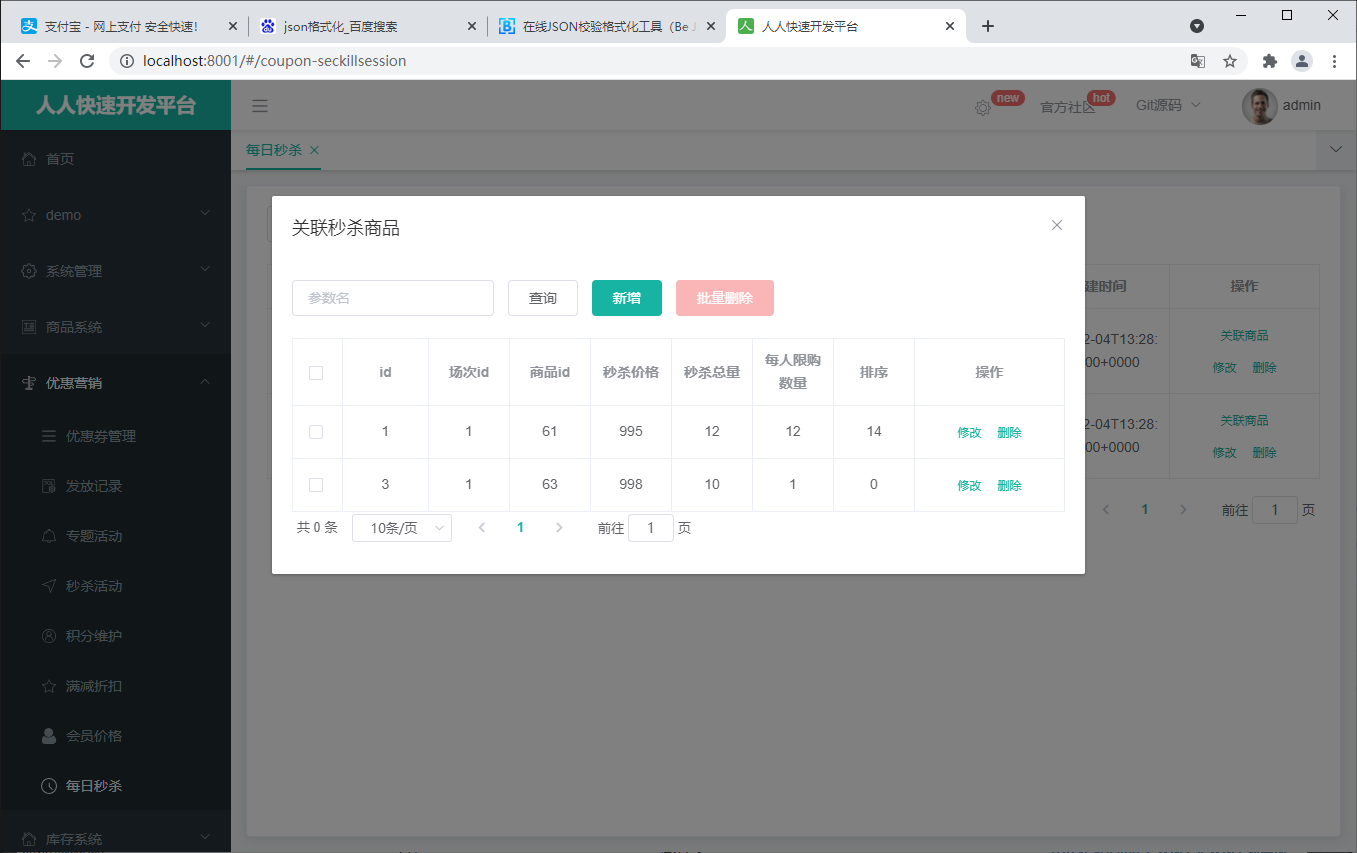 支付宝 - 网上支付 安全快速!
json格式化_百度搜索
在线JSON校验格式化工具（Be J
人人快速开发平台
localhost:8001/#/coupon-seckillsession
人人快速开发平台
new
官方社区
hot
Git源码
admin
首页
demo
系统管理
商品系统
优惠营销
优惠券管理
发放记录
专题活动
秒杀活动
积分维护
满减折扣
会员价格
每日秒杀
库存系统
每日秒杀
关联秒杀商品
参数名
查询
新增
批量删除
id 场次id 商品id 秒杀价格 秒杀总量 每人限购数量 排序 操作
1 1 61 995 12 12 14 修改 删除
3 1 63 998 10 1 0 修改 删除
共 0 条 10条/页 1 前往 1 页
建时间 操作
2-04T13:28:
00+0000
关联商品
修改 删除
2-04T13:28:
00+0000
关联商品
修改 删除
1 前往 1 页